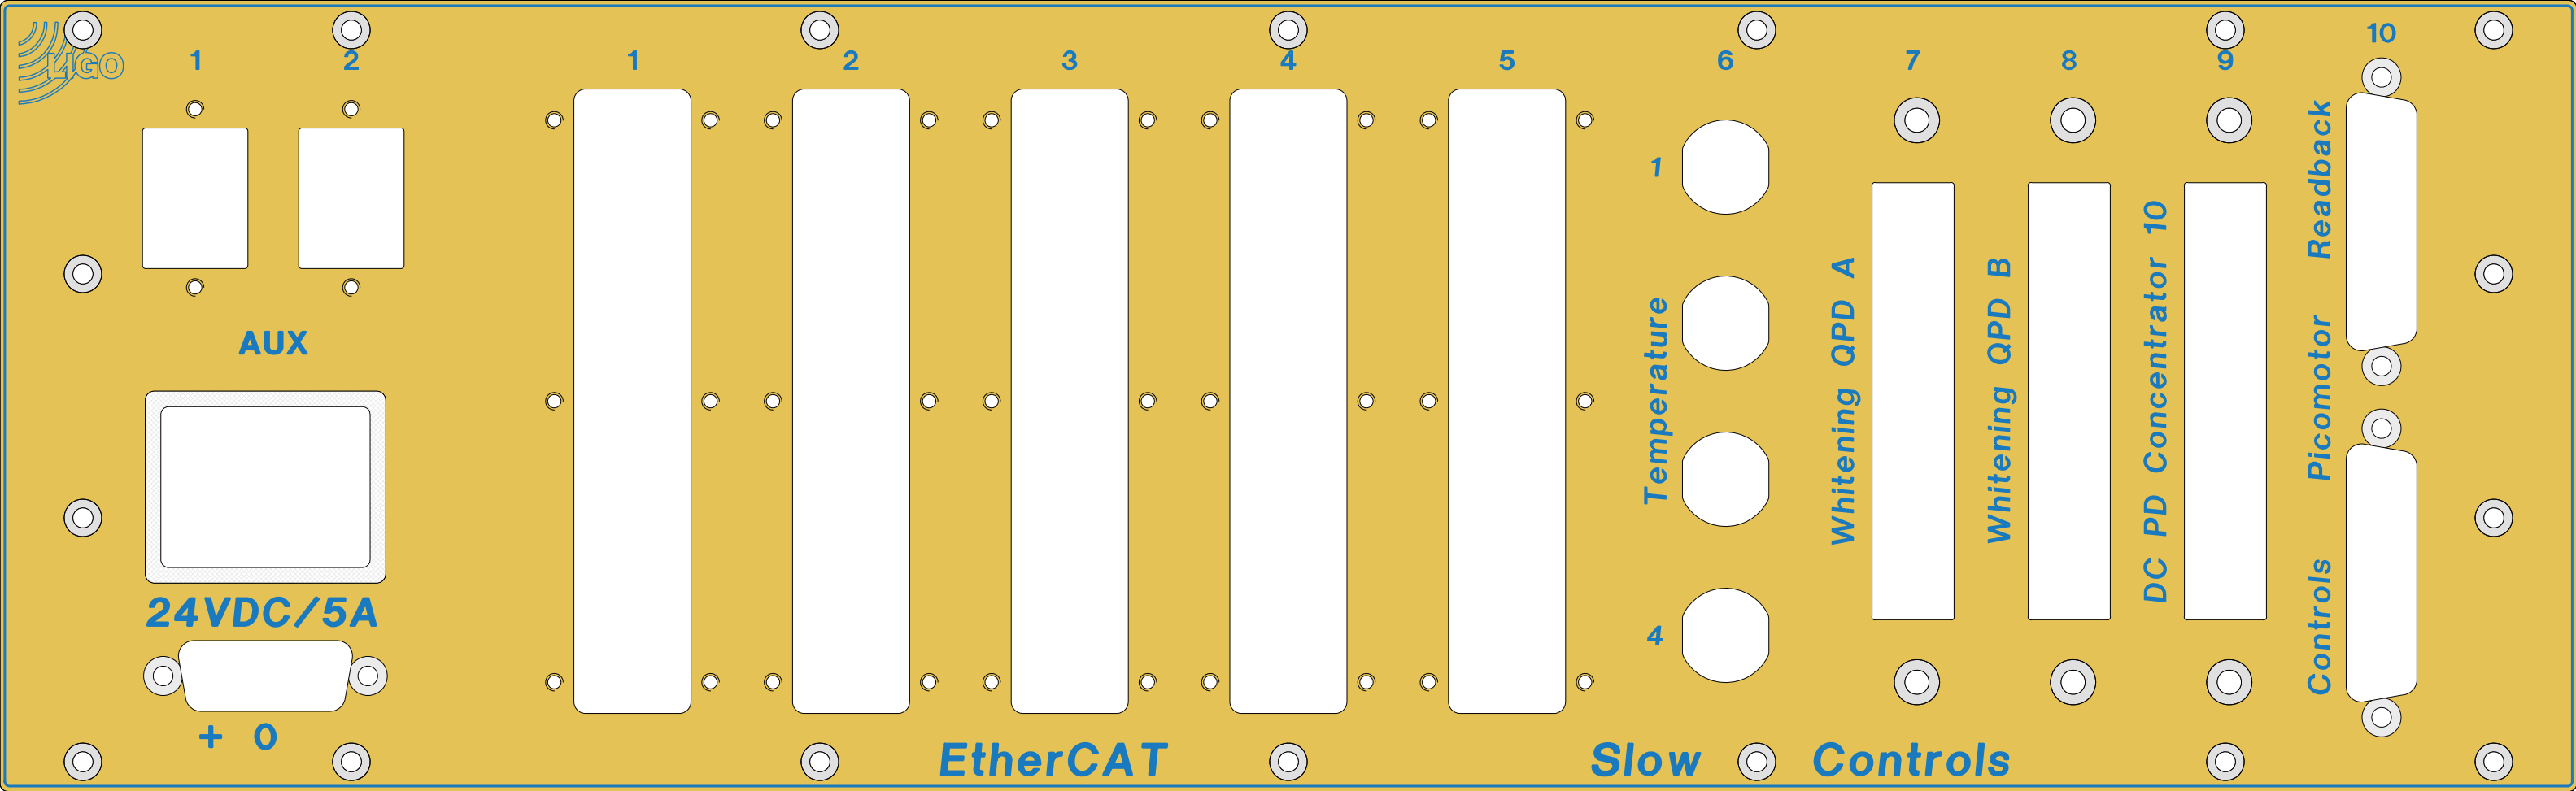 LIGO
1 2 1 2 3 4 5 6 7 8 9 10
AUX
24VDC/5A
+ 0
1
Temperature
4
Whitening QPD A
Whitening QPD B
DC PD Concentrator 10
Controls Picomotor Readback
EtherCAT Slow Controls